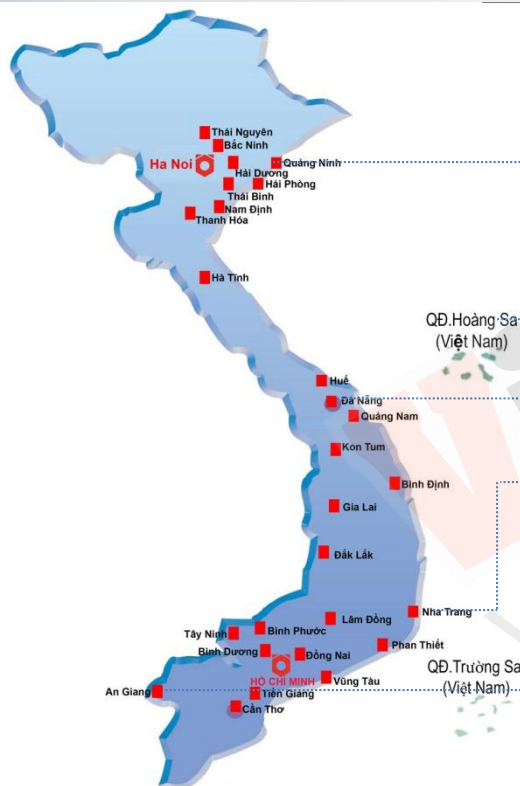 Thái Nguyên
Bắc Ninh
Ha Noi
Quảng Ninh
Hải Dương
Hải Phòng
Thái Bình
Nam Định
Thanh Hóa
Hà Tĩnh
QĐ.Hoàng Sa
(Việt Nam)
Huế
Đà Nẵng
Quảng Nam
Kon Tum
Bình Định
Gia Lai
Đắk Lắk
Nha Trang
Lâm Đồng
Bình Phước
Tây Ninh
Phan Thiết
Bình Dương
Đồng Nai
QĐ.Trường Sa
(Việt Nam)
Vũng Tàu
HỒ CHÍ MINH
An Giang
Tiền Giang
Cần Thơ